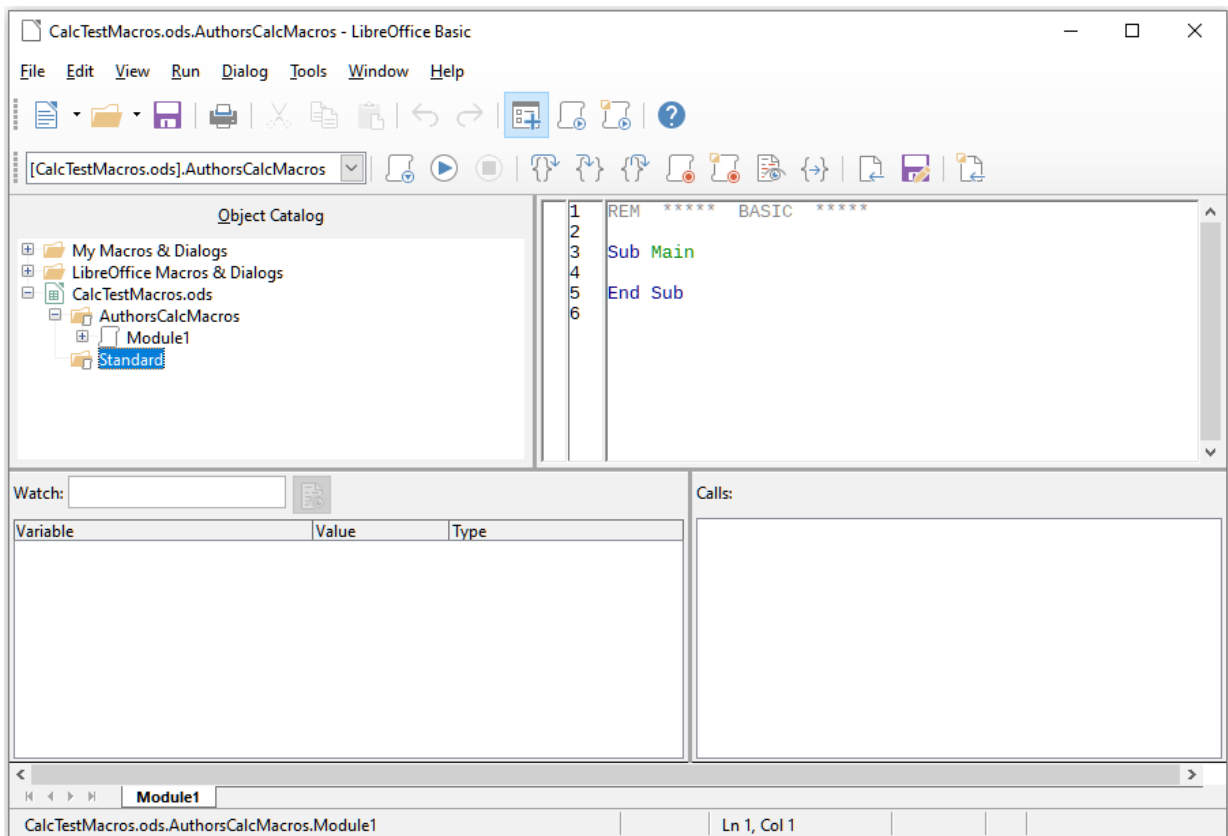 CalcTestMacros.ods.AuthorsCalcMacros - LibreOffice Basic
File Edit View Run Dialog Tools Window Help
[CalcTestMacros.ods].AuthorsCalcMacros
Object Catalog
My Macros & Dialogs
LibreOffice Macros & Dialogs
CalcTestMacros.ods
AuthorsCalcMacros
Module1
Standard
1 REM ***** BASIC *****
2
3 Sub Main
4
5 End Sub
6
Watch:
Variable Value Type
Calls:
Module1
CalcTestMacros.ods.AuthorsCalcMacros.Module1 Ln 1, Col 1